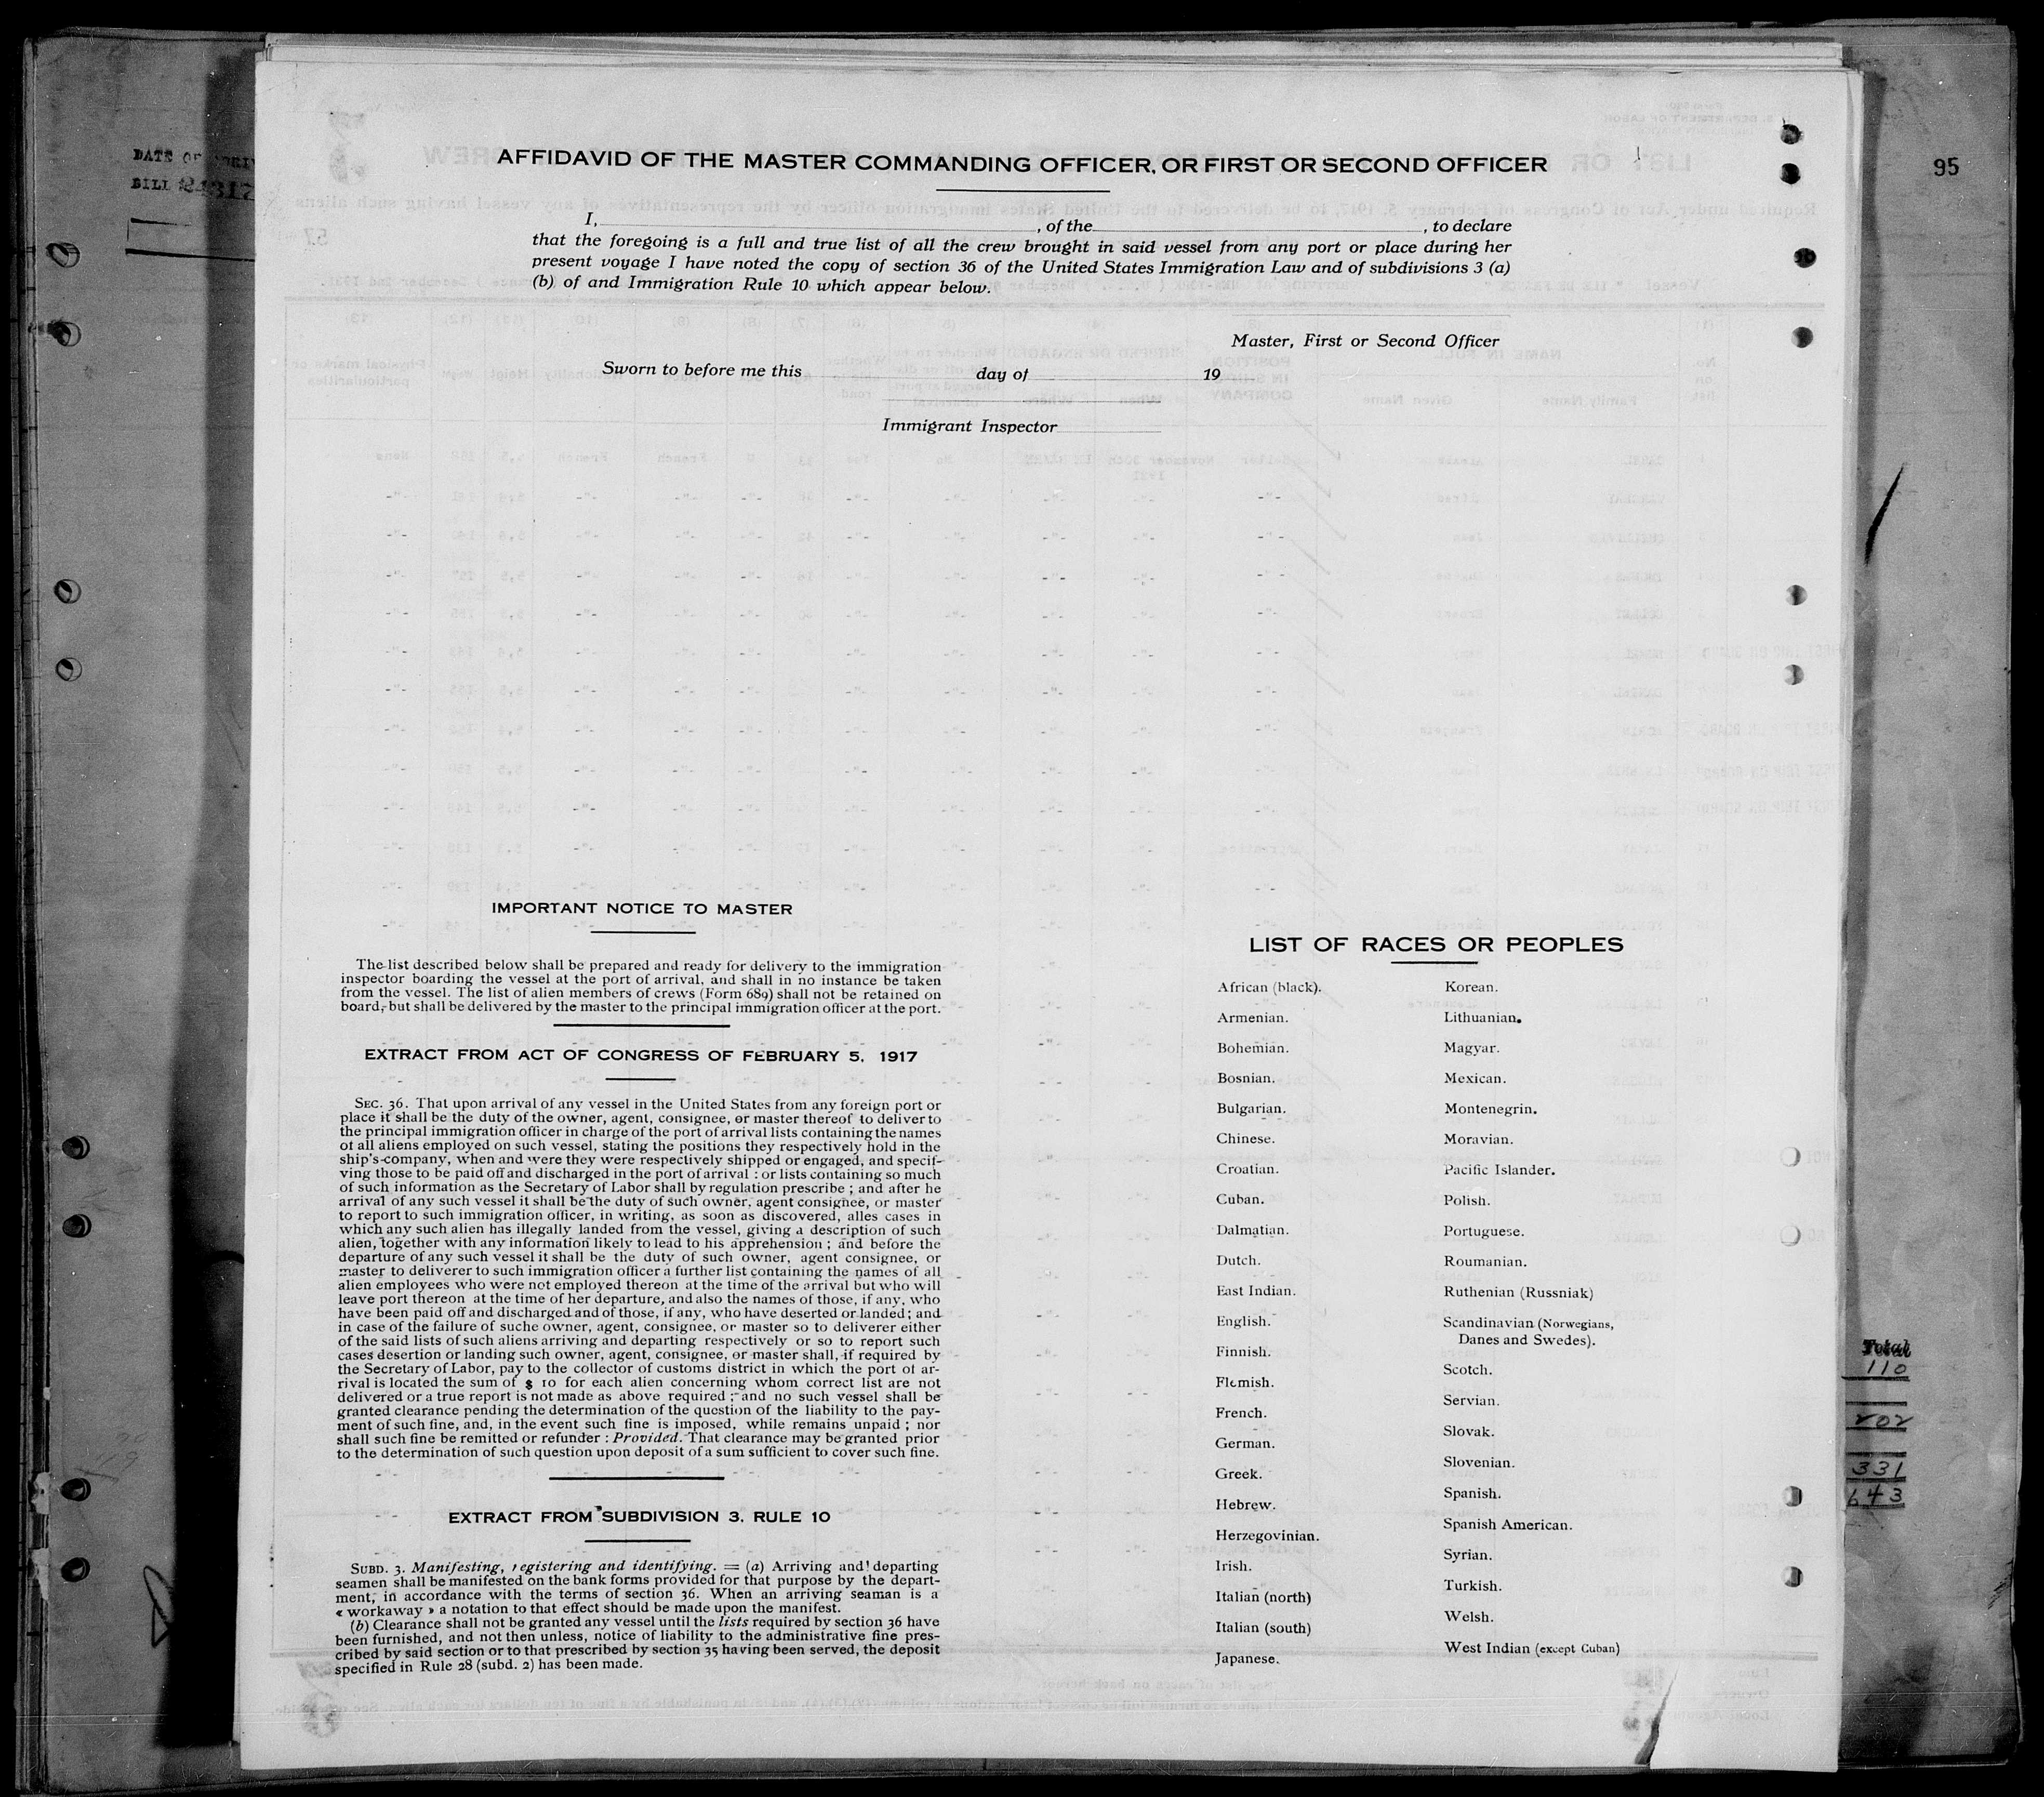 AFFIDAVID OF THE MASTER COMMANDING OFFICER, OR FIRST OR SECOND OFFICER
95
I, , of the , to declare
that the foregoing is a full and true list of all the crew brought in said vessel from any port or place during her
present voyage I have noted the copy of section 36 of the United States Immigration Law and of subdivisions 3 (a)
(b) of and Immigration Rule 10 which appear below.
Master, First or Second Officer
Sworn to before me this day of 19
Immigrant Inspector
IMPORTANT NOTICE TO MASTER
The list described below shall be prepared and ready for delivery to the immigration
inspector boarding the vessel at the port of arrival, and shall in no instance be taken
from the vessel. The list of alien members of crews (Form 689) shall not be retained on
board, but shall be delivered by the master to the principal immigration officer at the port.
EXTRACT FROM ACT OF CONGRESS OF FEBRUARY 5, 1917
SEC. 36. That upon arrival of any vessel in the United States from any foreign port or
place it shall be the duty of the owner, agent, consignee, or master thereof to deliver to
the principal immigration officer in charge of the port of arrival lists containing the names
ot all aliens employed on such vessel, stating the positions they respectively hold in the
ship's company, when and were they were respectively shipped or engaged, and specif-
ving those to be paid off and discharged in the port of arrival : or lists containing so much
of such information as the Secretary of Labor shall by regulation prescribe ; and after he
arrival of any such vessel it shall be the duty of such owner, agent consignee, or master
to report to such immigration officer, in writing, as soon as discovered, alles cases in
which any such alien has illegally landed from the vessel, giving a description of such
alien, together with any information likely to lead to his apprehension ; and before the
departure of any such vessel it shall be the duty of such owner, agent consignee, or
master to deliverer to such immigration officer a further list containing the names of all
alien employees who were not employed thereon at the time of the arrival but who will
leave port thereon at the time of her departure, and also the names of those, if any, who
have been paid off and discharged and of those, if any, who have deserted or landed ; and
in case of the failure of suche owner, agent, consignee, or master so to deliverer either
of the said lists of such aliens arriving and departing respectively or so to report such
cases desertion or landing such owner, agent, consignee, or master shall, if required by
the Secretary of Labor, pay to the collector of customs district in which the port ot ar-
rival is located the sum of $ 10 for each alien concerning whom correct list are not
delivered or a true report is not made as above required ; and no such vessel shall be
granted clearance pending the determination of the question of the liability to the pay-
ment of such fine, and, in the event such fine is imposed, while remains unpaid ; nor
shall such fine be remitted or refunder : Provided. That clearance may be granted prior
to the determination of such question upon deposit of a sum sufficient to cover such fine.
EXTRACT FROM SUBDIVISION 3, RULE 10
SUBD. 3. Manifesting, registering and identifying. = (a) Arriving and departing
seamen shall be manifested on the bank forms provided for that purpose by the depart-
ment, in accordance with the terms of section 36. When an arriving seaman is a
« workaway » a notation to that effect should be made upon the manifest.
(b) Clearance shall not be granted any vessel until the lists required by section 36 have
been furnished, and not then unless, notice of liability to the administrative fine pres-
cribed by said section or to that prescribed by section 35 having been served, the deposit
specified in Rule 28 (subd. 2) has been made.
LIST OF RACES OR PEOPLES
African (black).
Armenian.
Bohemian.
Bosnian.
Bulgarian.
Chinese.
Croatian.
Cuban.
Dalmatian.
Dutch.
East Indian.
English.
Finnish.
Flemish.
French.
German.
Greek.
Hebrew.
Herzegovinian.
Irish.
Italian (north)
Italian (south)
Japanese.
Korean.
Lithuanian.
Magyar.
Mexican.
Montenegrin.
Moravian.
Pacific Islander.
Polish.
Portuguese.
Roumanian.
Ruthenian (Russniak)
Scandinavian (Norwegians,
Danes and Swedes).
Scotch.
Servian.
Slovak.
Slovenian.
Spanish.
Spanish American.
Syrian.
Turkish.
Welsh.
West Indian (except Cuban)
Total
110
202
331
643